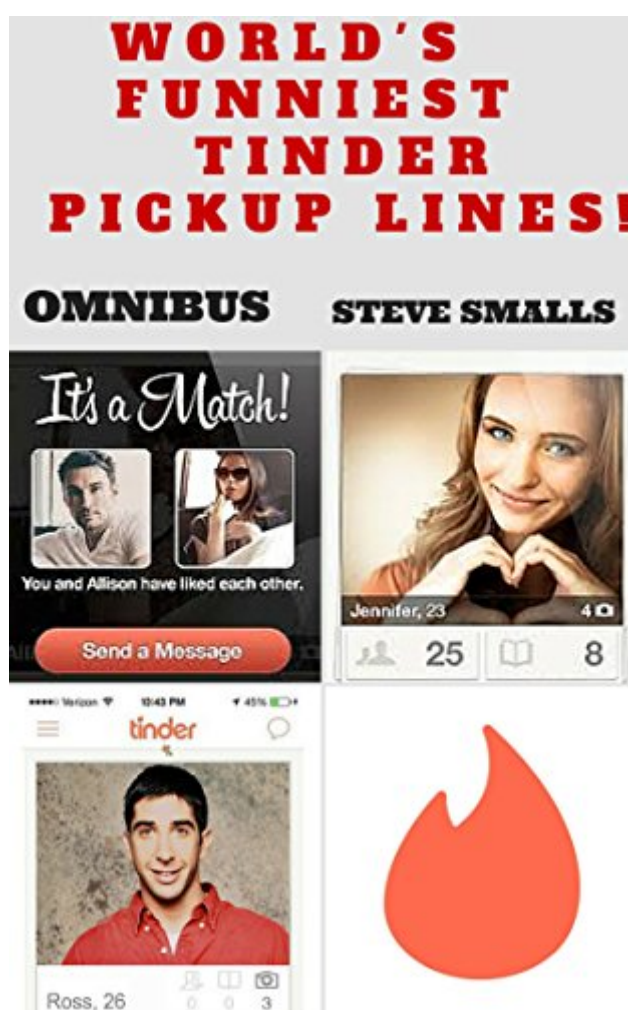 WORLD'S
FUNNIEST
TINDER
PICKUP LINES!
OMNIBUS
STEVE SMALLS
It's a Match!
You and Allison have liked each other.
Send a Message
Jennifer, 23
4
25
8
Verizon
10:43 PM
45%
tinder
Ross, 26
0
0
3